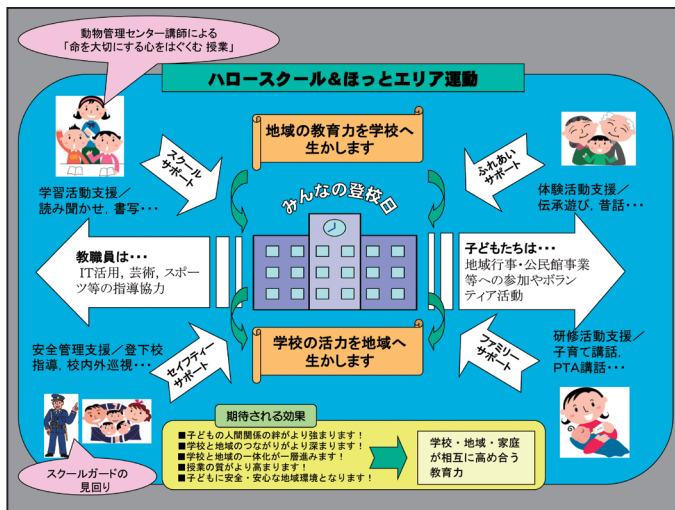 動物管理センター講師による
「命を大切にする心をはぐくむ 授業」
ハロースクール＆ほっとエリア運動
地域の教育力を学校へ
生かします
スクール
サポート
ふれあい
サポート
学習活動支援／
読み聞かせ，書写･･･
体験活動支援／
伝承遊び，昔話･･･
みんなの登校日
教職員は･･･
IT活用，芸術，スポー
ツ等の指導協力
子どもたちは･･･
地域行事・公民館事業
等への参加やボラン
ティア活動
学校の活力を地域へ
生かします
安全管理支援／登下校
指導，校内外巡視･･･
セイフティー
サポート
ファミリー
サポート
研修活動支援／
子育て講話，
PTA講話･･･
期待される効果
■子どもの人間関係の絆がより強まります！
■学校と地域のつながりがより深まります！
■学校と地域の一体化が一層進みます！
■授業の質がより高まります！
■子どもに安全・安心な地域環境となります！
学校・地域・家庭
が相互に高め合う
教育力
スクールガードの
見回り